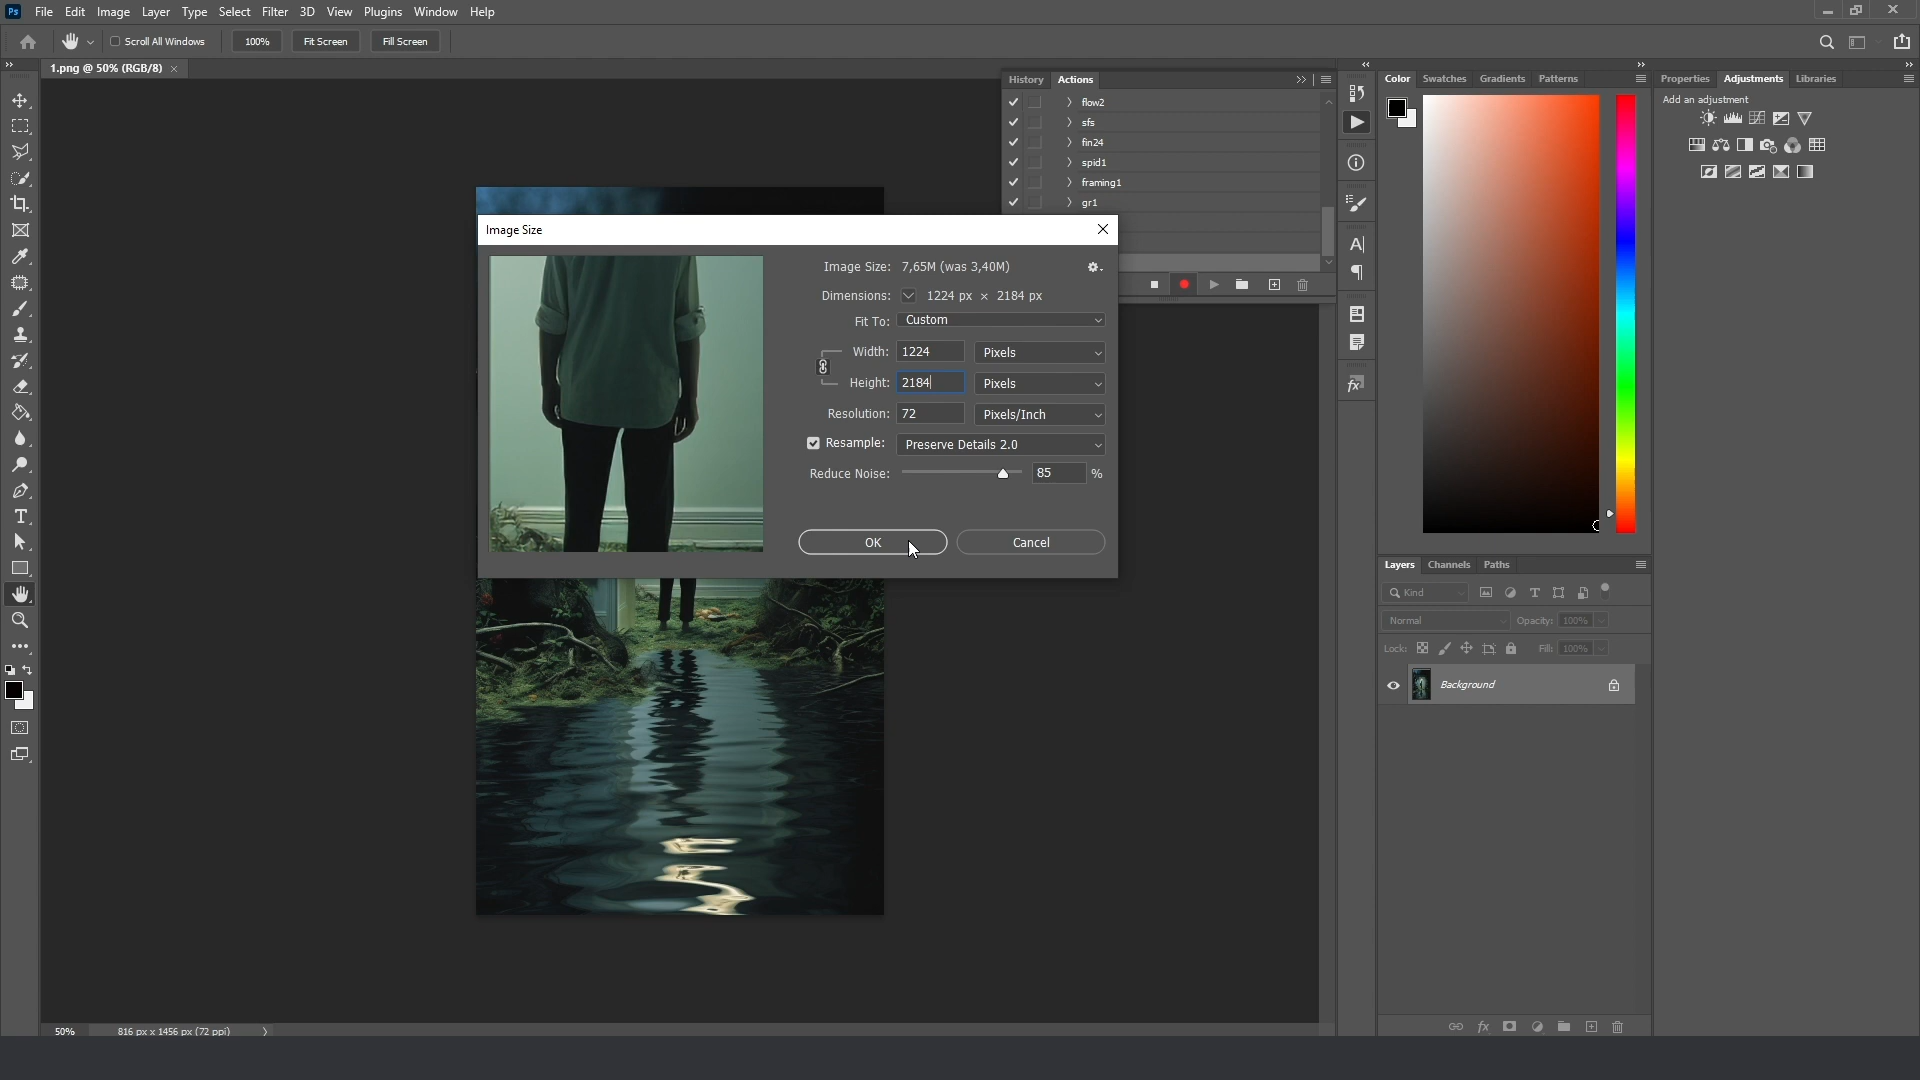 Ps File Edit Image Layer Type Select Filter 3D View Plugins Window Help
Scroll All Windows 100% Fit Screen Fill Screen
1.png @ 50% (RGB/8) ×
History Actions
flow2
sfs
fin24
spid1
framing1
gr1
Image Size
Image Size: 7,65M (was 3,40M)
Dimensions: 1224 px × 2184 px
Fit To: Custom
Width: 1224 Pixels
Height: 2184 Pixels
Resolution: 72 Pixels/Inch
Resample: Preserve Details 2.0
Reduce Noise: 85 %
OK Cancel
Color Swatches Gradients Patterns
Properties Adjustments Libraries
Add an adjustment
Layers Channels Paths
Kind
Normal Opacity: 100%
Lock: Fill: 100%
Background
50% 816 px x 1456 px (72 ppi)